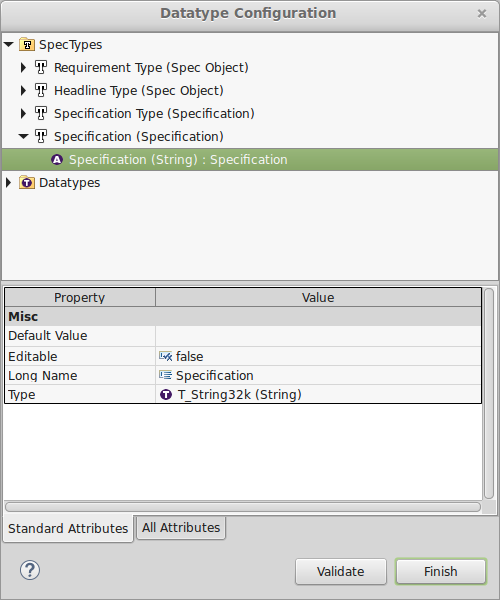 Datatype Configuration
SpecTypes
Requirement Type (Spec Object)
Headline Type (Spec Object)
Specification Type (Specification)
Specification (Specification)
Specification (String) : Specification
Datatypes
Property Value
Misc
Default Value
Editable false
Long Name Specification
Type T_String32k (String)
Standard Attributes All Attributes
? Validate Finish